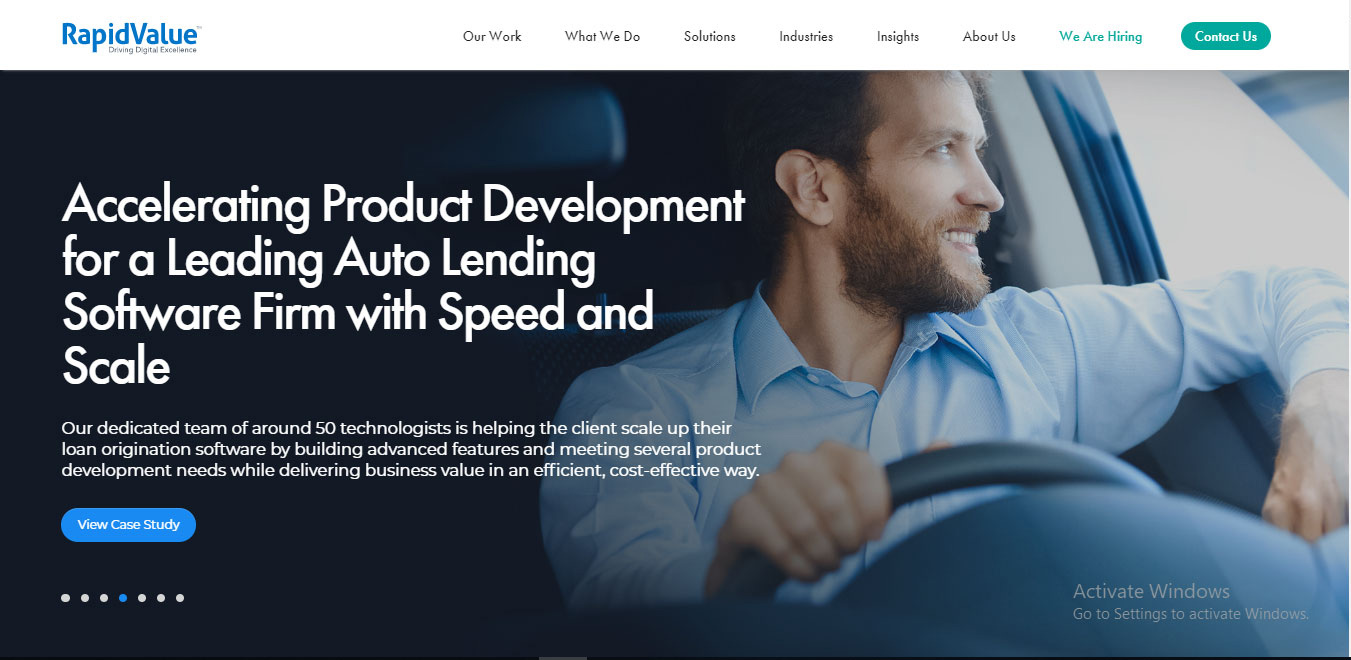 RapidValue
Driving Digital Excellence
Our Work
What We Do
Solutions
Industries
Insights
About Us
We Are Hiring
Contact Us
Accelerating Product Development
for a Leading Auto Lending
Software Firm with Speed and
Scale
Our dedicated team of around 50 technologists is helping the client scale up their
loan origination software by building advanced features and meeting several product
development needs while delivering business value in an efficient, cost-effective way.
View Case Study
Activate Windows
Go to Settings to activate Windows.